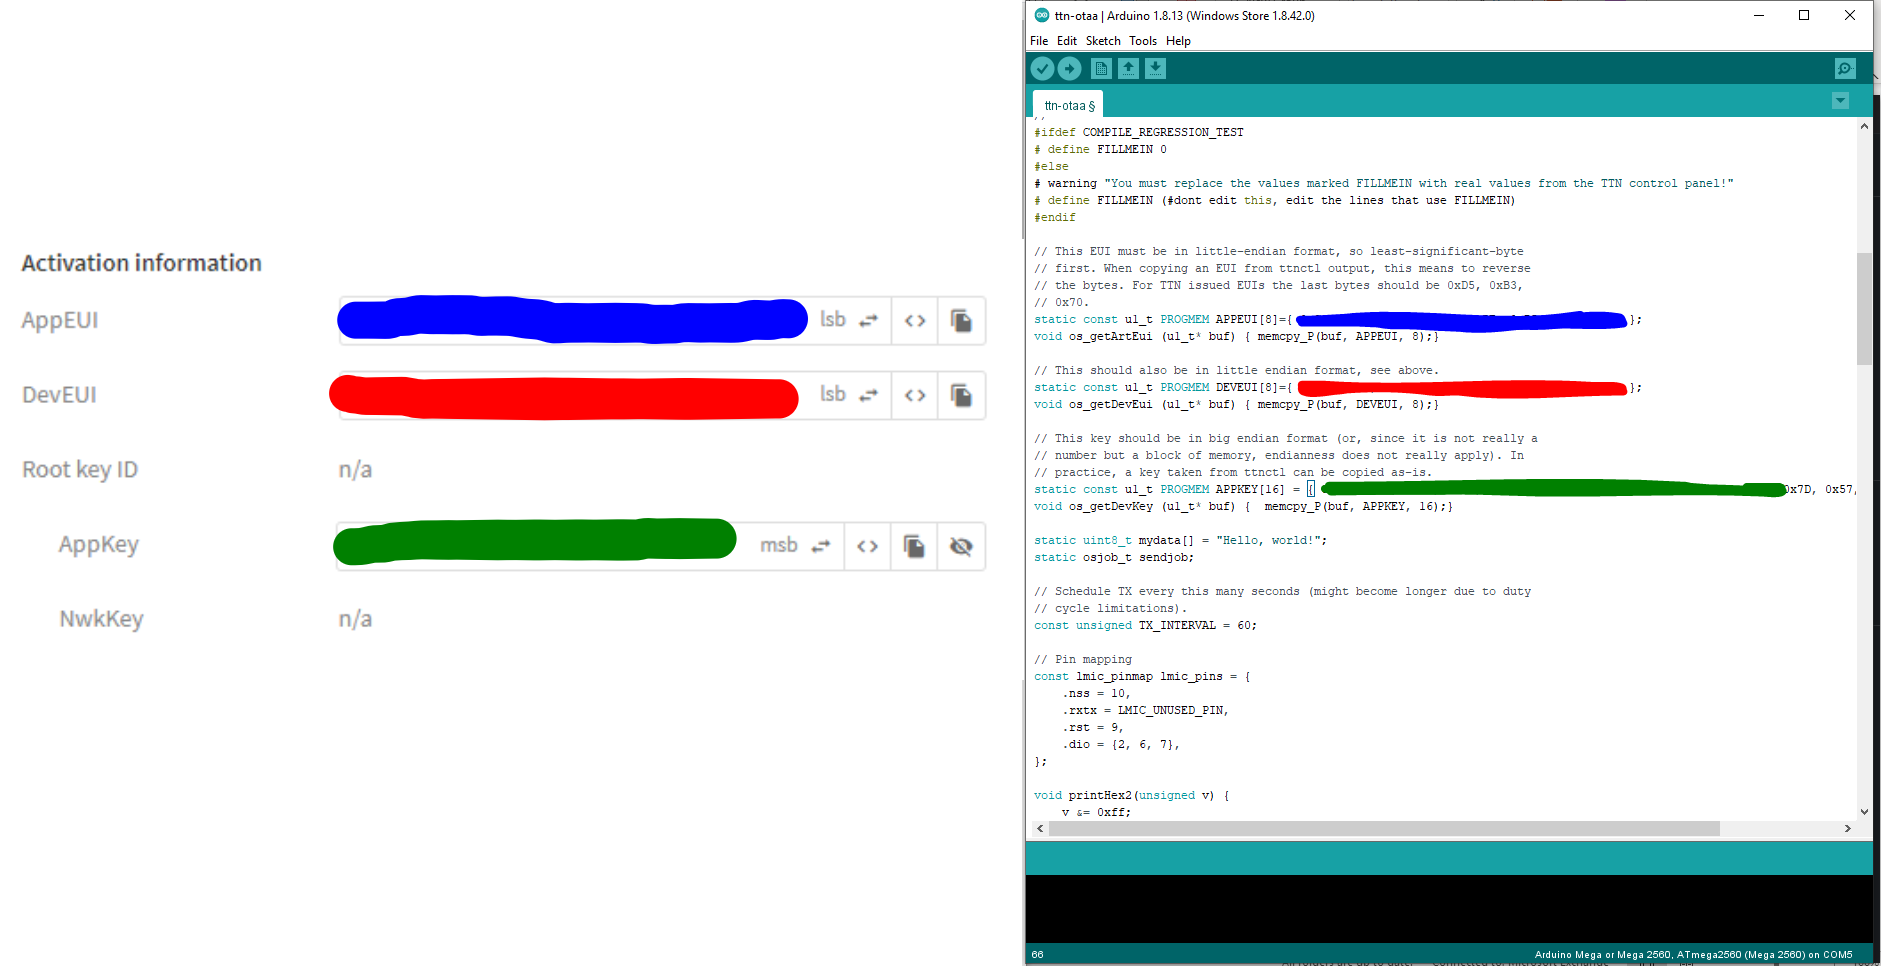 Activation information
AppEUI
lsb
DevEUI
lsb
Root key ID
n/a
AppKey
msb
NwkKey
n/a
ttn-otaa | Arduino 1.8.13 (Windows Store 1.8.42.0)
File Edit Sketch Tools Help
ttn-otaa §
//
#ifdef COMPILE_REGRESSION_TEST
# define FILLMEIN 0
#else
# warning "You must replace the values marked FILLMEIN with real values from the TTN control panel!"
# define FILLMEIN (#dont edit this, edit the lines that use FILLMEIN)
#endif
// This EUI must be in little-endian format, so least-significant-byte
// first. When copying an EUI from ttnctl output, this means to reverse
// the bytes. For TTN issued EUIs the last bytes should be 0xD5, 0xB3,
// 0x70.
static const u1_t PROGMEM APPEUI[8]={ };
void os_getArtEui (u1_t* buf) { memcpy_P(buf, APPEUI, 8);}
// This should also be in little endian format, see above.
static const u1_t PROGMEM DEVEUI[8]={ };
void os_getDevEui (u1_t* buf) { memcpy_P(buf, DEVEUI, 8);}
// This key should be in big endian format (or, since it is not really a
// number but a block of memory, endianness does not really apply). In
// practice, a key taken from ttnctl can be copied as-is.
static const u1_t PROGMEM APPKEY[16] = { 0x7D, 0x57,
void os_getDevKey (u1_t* buf) {  memcpy_P(buf, APPKEY, 16);}
static uint8_t mydata[] = "Hello, world!";
static osjob_t sendjob;
// Schedule TX every this many seconds (might become longer due to duty
// cycle limitations).
const unsigned TX_INTERVAL = 60;
// Pin mapping
const lmic_pinmap lmic_pins = {
.nss = 10,
.rxtx = LMIC_UNUSED_PIN,
.rst = 9,
.dio = {2, 6, 7},
};
void printHex2(unsigned v) {
v &= 0xff;
66
Arduino Mega or Mega 2560, ATmega2560 (Mega 2560) on COM5